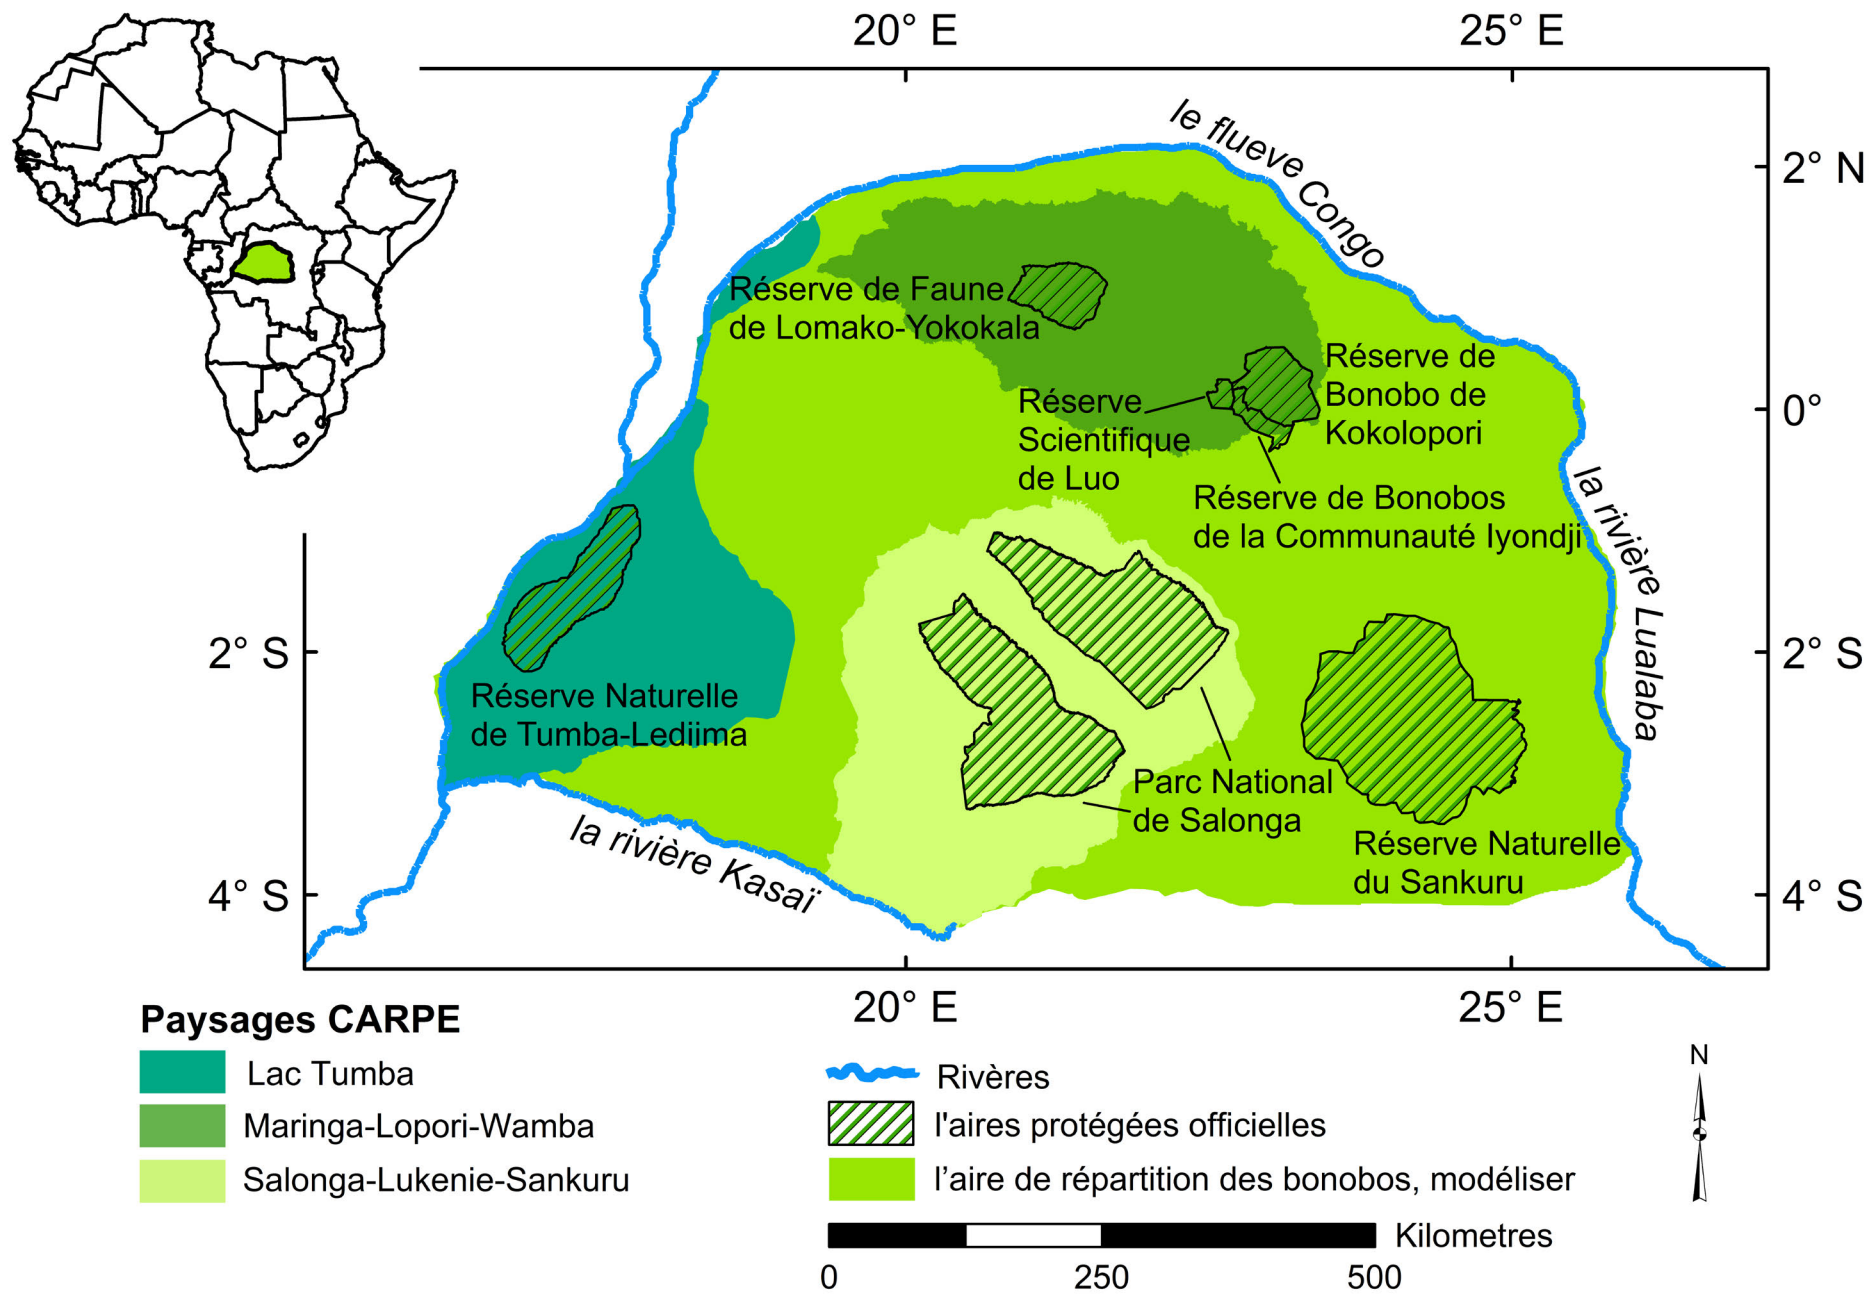 20° E
25° E
le flueve Congo
2° N
Réserve de Faune
de Lomako-Yokokala
Réserve de
Bonobo de
Kokolopori
0°
Réserve
Scientifique
de Luo
Réserve de Bonobos
de la Communauté Iyondji
la rivière Lualaba
2° S
2° S
Réserve Naturelle
de Tumba-Lediima
Parc National
de Salonga
la rivière Kasaï
Réserve Naturelle
du Sankuru
4° S
4° S
20° E
25° E
Paysages CARPE
Lac Tumba
Maringa-Lopori-Wamba
Salonga-Lukenie-Sankuru
Rivères
l'aires protégées officielles
l’aire de répartition des bonobos, modéliser
Kilometres
0
250
500
N